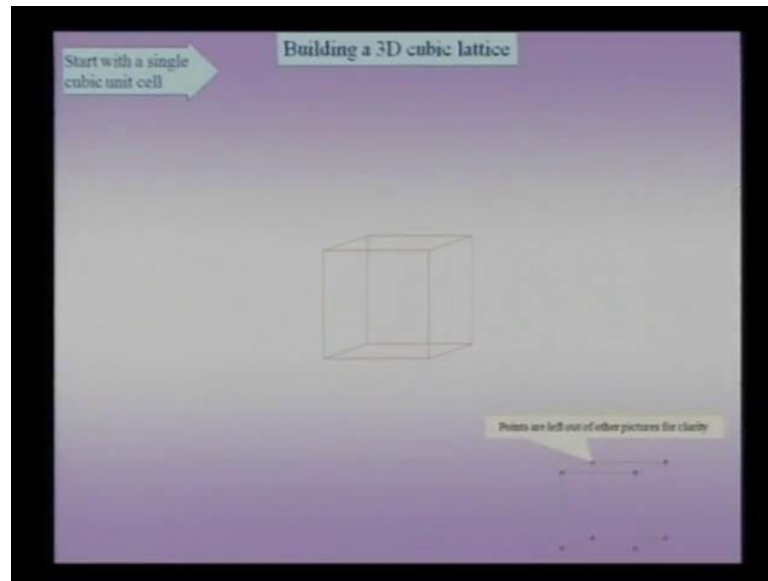 Building a 3D cubic lattice
Start with a single
cubic unit cell
Points are left out of other pictures for clarity